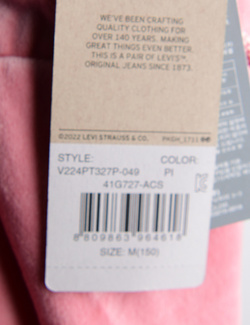 WE'VE BEEN CRAFTING
QUALITY CLOTHING FOR
OVER 140 YEARS. MAKING
GREAT THINGS EVEN BETTER.
THIS IS A PAIR OF LEVI'S™
ORIGINAL JEANS SINCE 1873.
©2022 LEVI STRAUSS & CO.
STYLE: COLOR:
V224PT327P-049 PI
41G727-ACS
8809863964618
SIZE: M(150)